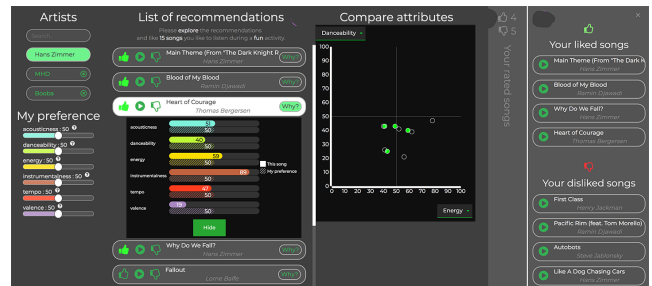 Artists
Search...
Hans Zimmer
MHD
Booba
My preference
acousticness : 50 ?
danceability : 50 ?
energy : 50 ?
instrumentalness : 50 ?
tempo : 50 ?
valence : 50 ?
List of recommendations
Please explore the recommendations
and like 15 songs you like to listen during a fun activity.
Main Theme (From "The Dark Knight R
Hans Zimmer
Why?
Blood of My Blood
Ramin Djawadi
Why?
Heart of Courage
Thomas Bergersen
Why?
acousticness
51
50
danceability
40
50
energy
59
50
instrumentalness
89
50
tempo
47
50
valence
19
50
This song
My preference
Hide
Why Do We Fall?
Hans Zimmer
Why?
Fallout
Lorne Balfe
Why?
Compare attributes
Danceability
100
90
80
70
60
50
40
30
20
10
0
0 10 20 30 40 50 60 70 80 90 100
Energy
4
5
Your rated songs
×
Your liked songs
Main Theme (From "The Dark K
Hans Zimmer
Blood of My Blood
Ramin Djawadi
Why Do We Fall?
Hans Zimmer
Heart of Courage
Thomas Bergersen
Your disliked songs
First Class
Henry Jackman
Pacific Rim (feat. Tom Morello)
Ramin Djawadi
Autobots
Steve Jablonsky
Like A Dog Chasing Cars
Hans Zimmer